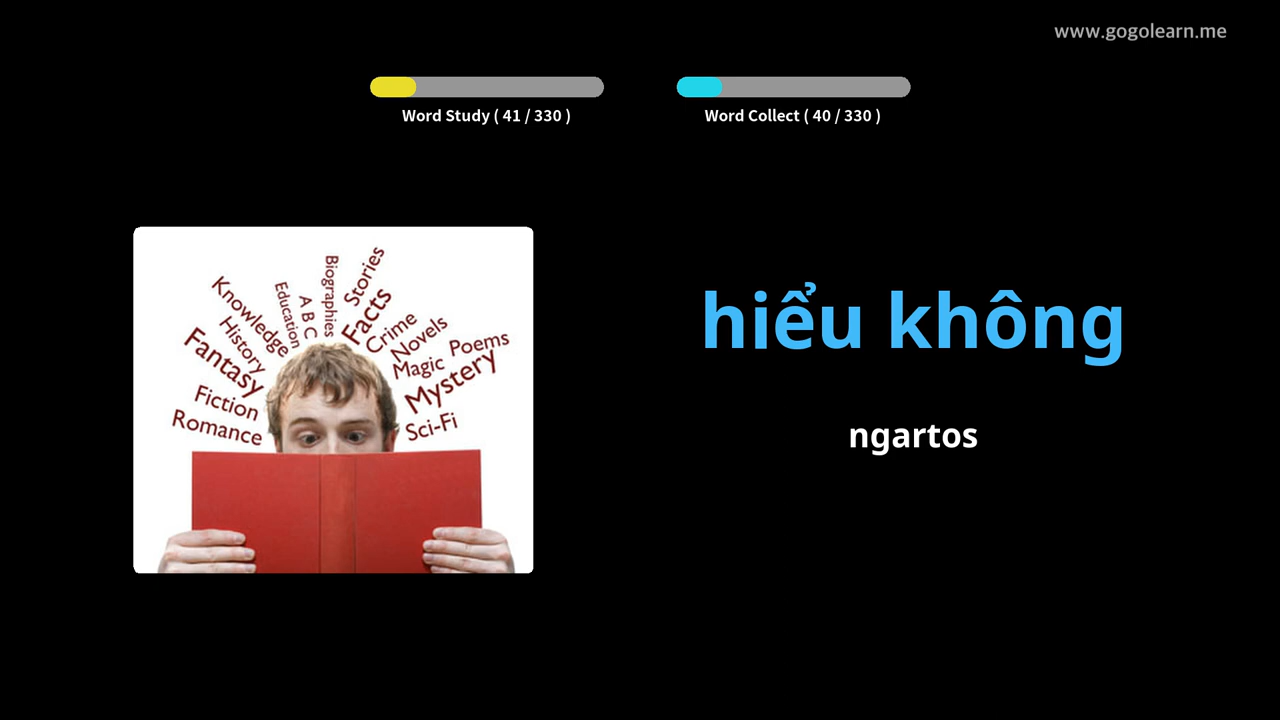 www.gogolearn.me
Word Study ( 41 / 330 )
Word Collect ( 40 / 330 )
Biographies
Stories
Knowledge
Education
A B C
Facts
Crime
Novels
History
Poems
Fantasy
Magic
Mystery
Fiction
Romance
Sci-Fi
hiểu không
ngartos